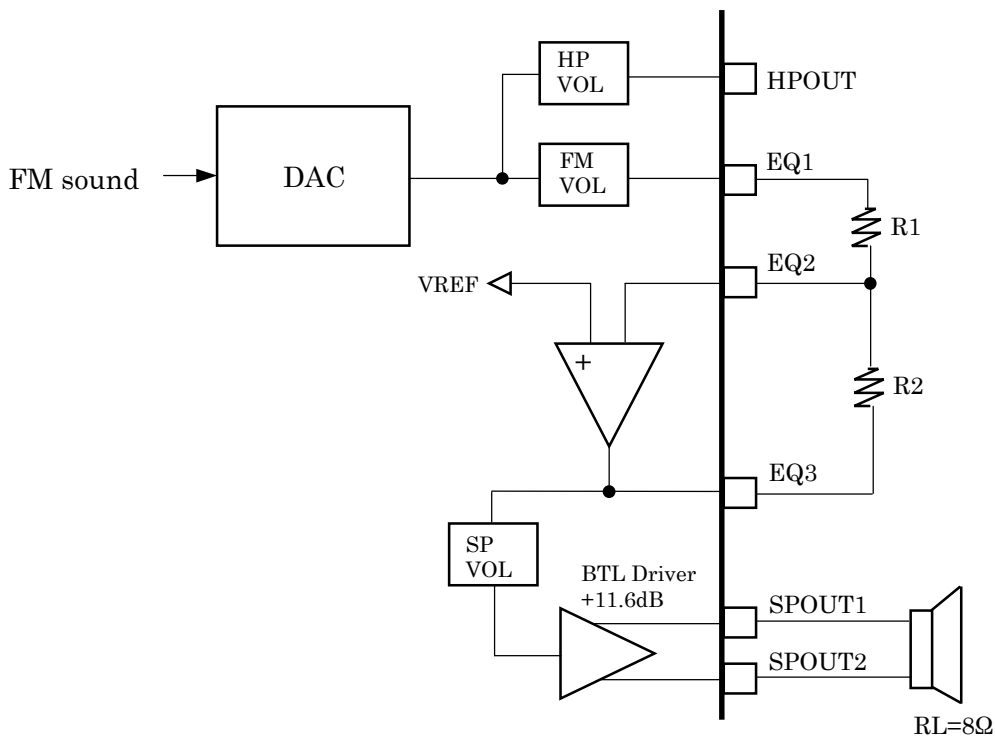 HP
VOL
HPOUT
FM sound
DAC
FM
VOL
EQ1
R1
VREF
EQ2
+
R2
EQ3
SP
VOL
BTL Driver
+11.6dB
SPOUT1
SPOUT2
RL=8Ω